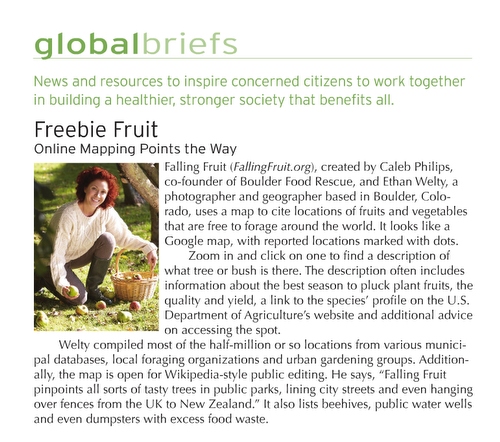 globalbriefs
News and resources to inspire concerned citizens to work together
in building a healthier, stronger society that benefits all.
Freebie Fruit
Online Mapping Points the Way
Falling Fruit (FallingFruit.org), created by Caleb Philips,
co-founder of Boulder Food Rescue, and Ethan Welty, a
photographer and geographer based in Boulder, Colo-
rado, uses a map to cite locations of fruits and vegetables
that are free to forage around the world. It looks like a
Google map, with reported locations marked with dots.
Zoom in and click on one to find a description of
what tree or bush is there. The description often includes
information about the best season to pluck plant fruits, the
quality and yield, a link to the species’ profile on the U.S.
Department of Agriculture’s website and additional advice
on accessing the spot.
Welty compiled most of the half-million or so locations from various munici-
pal databases, local foraging organizations and urban gardening groups. Addition-
ally, the map is open for Wikipedia-style public editing. He says, “Falling Fruit
pinpoints all sorts of tasty trees in public parks, lining city streets and even hanging
over fences from the UK to New Zealand.” It also lists beehives, public water wells
and even dumpsters with excess food waste.